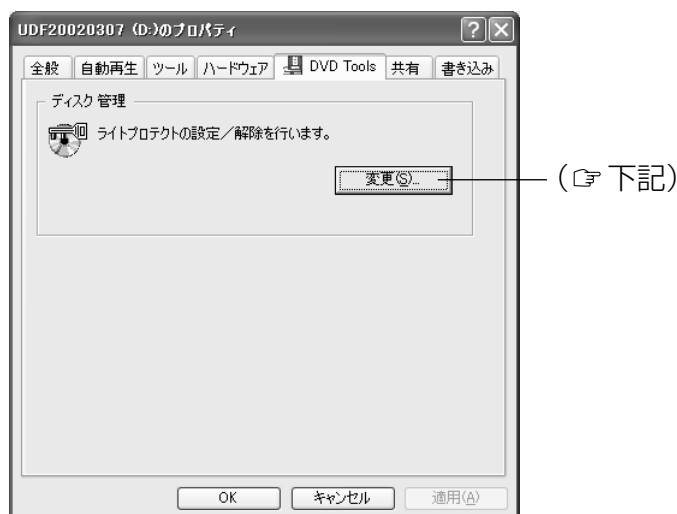 UDF20020307 (D:)のプロパティ
全般 自動再生 ツール ハードウェア DVD Tools 共有 書き込み
ディスク 管理
ライトプロテクトの設定／解除を行います。
変更(S)...
(☞ 下記)
OK キャンセル 適用(A)